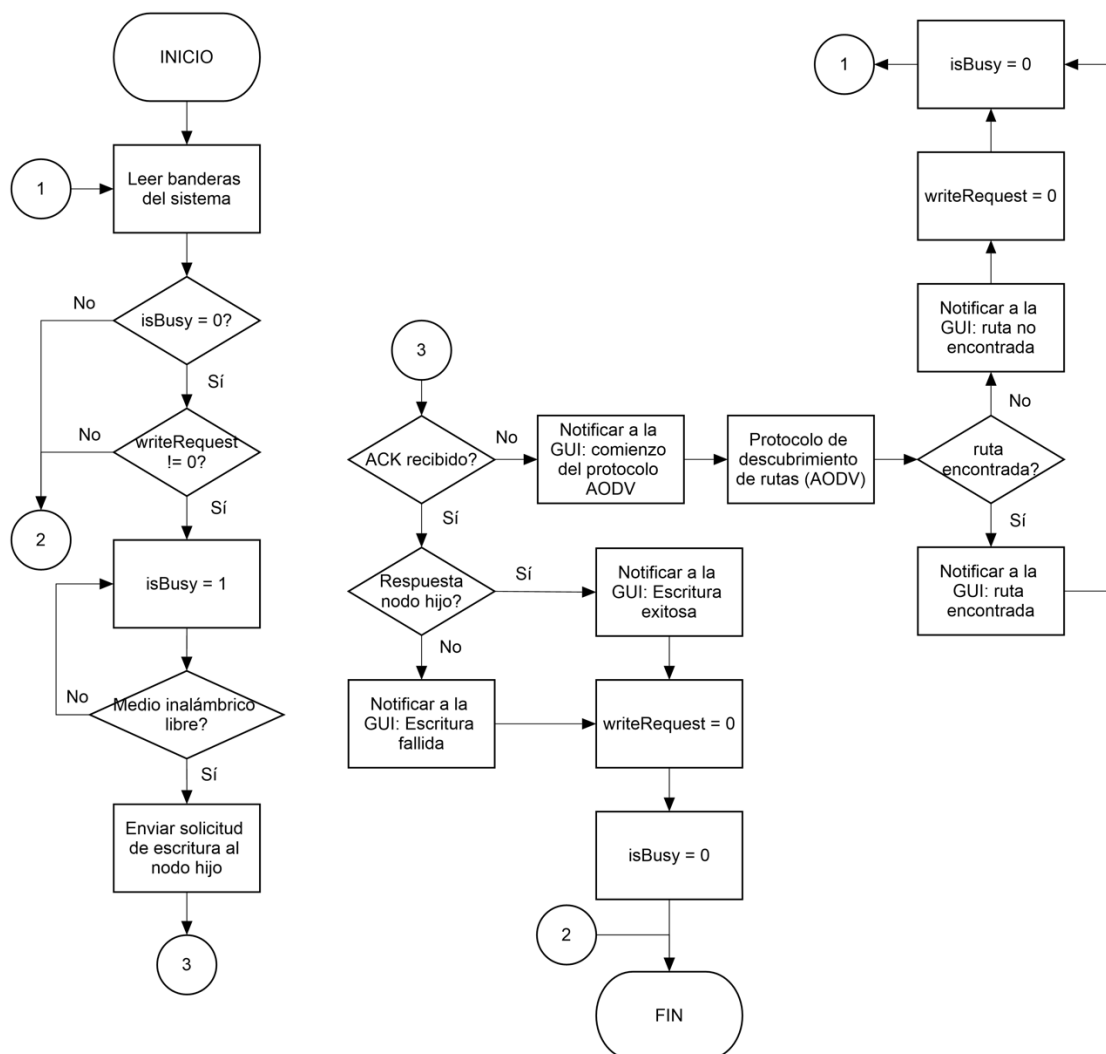 INICIO
1
Leer banderas
del sistema
isBusy = 0?
No
Sí
writeRequest
!= 0?
No
Sí
2
isBusy = 1
Medio inalámbrico
libre?
No
Sí
Enviar solicitud
de escritura al
nodo hijo
3
3
ACK recibido?
No
Sí
Notificar a la
GUI: comienzo
del protocolo
AODV
Protocolo de
descubrimiento
de rutas (AODV)
ruta
encontrada?
No
Sí
Notificar a la
GUI: ruta no
encontrada
writeRequest = 0
isBusy = 0
1
Notificar a la
GUI: ruta
encontrada
Respuesta
nodo hijo?
Sí
No
Notificar a la
GUI: Escritura
exitosa
Notificar a la
GUI: Escritura
fallida
writeRequest = 0
isBusy = 0
2
FIN